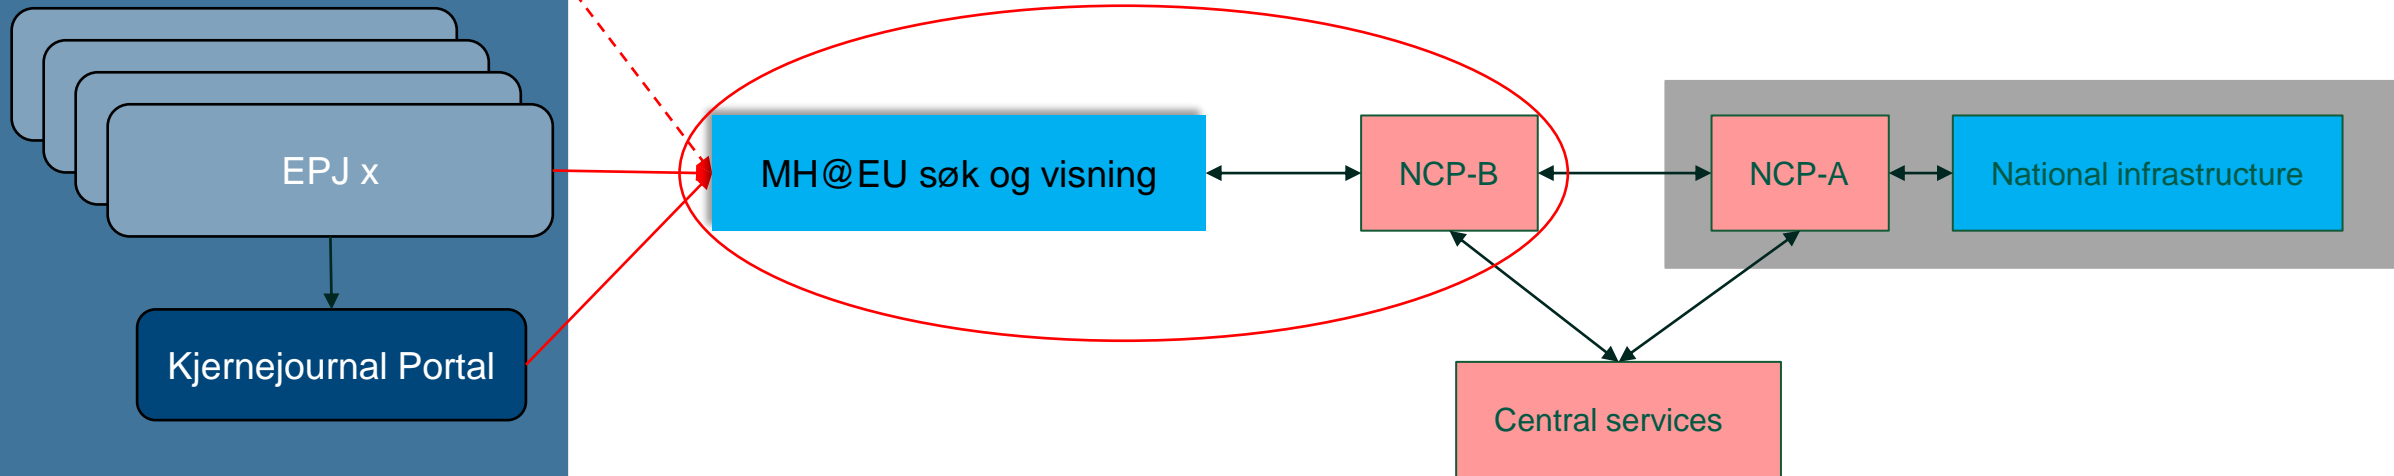 EPJ x
MH@EU søk og visning
NCP-B
NCP-A
National infrastructure
Kjernejournal Portal
Central services